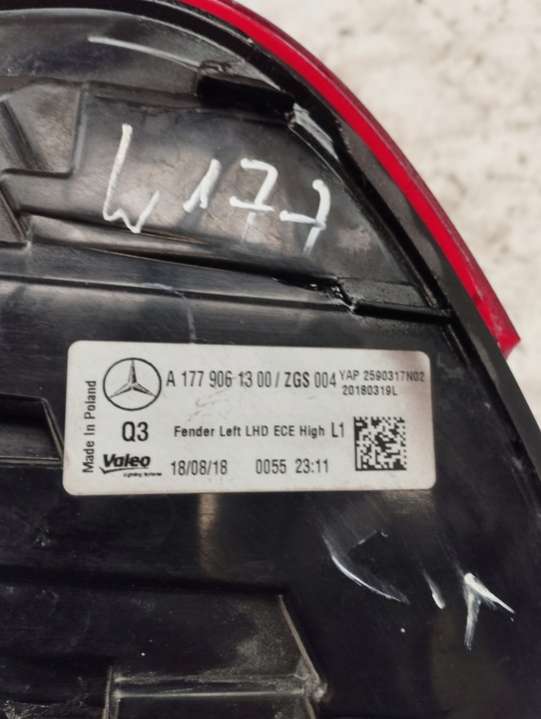 W177
A 177 906 13 00 / ZGS 004
YAP 2590317N02
20180319L
Made in Poland
Q3
Fender Left LHD ECE High
L1
Valeo
18/08/18
0055 23:11